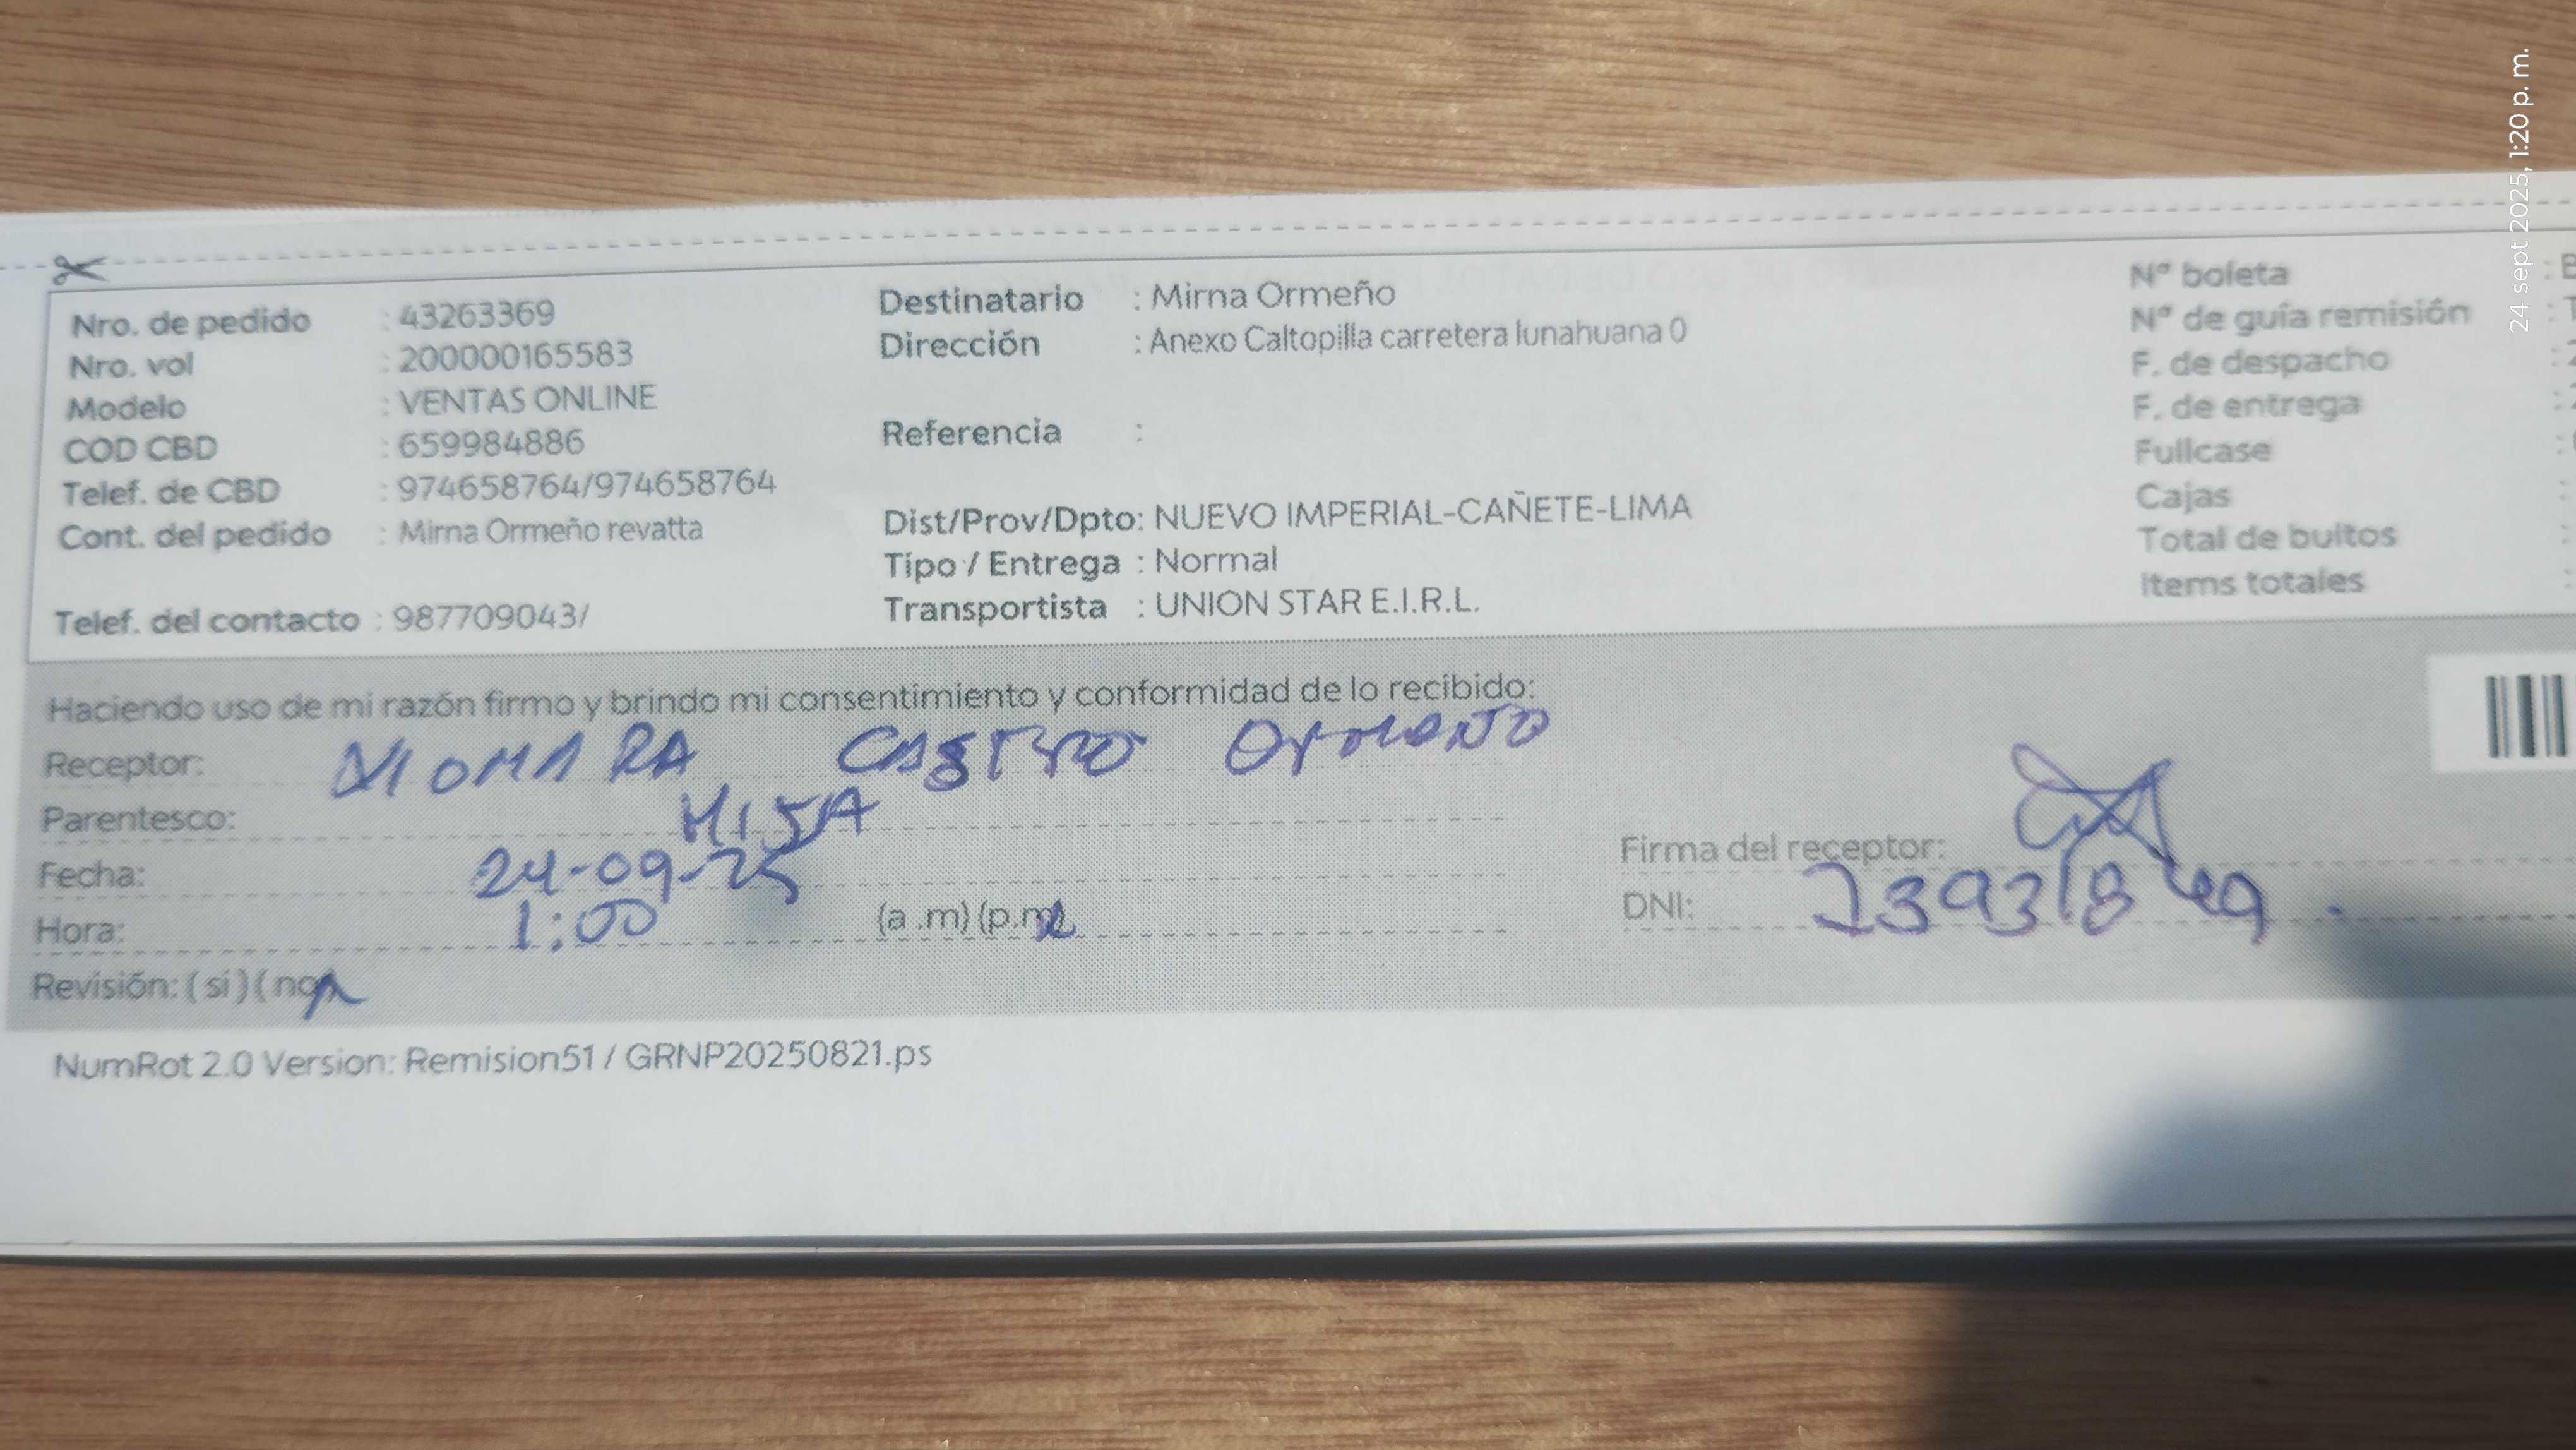 24 sept 2025, 1:20 p. m.
Nro. de pedido : 43263369
Nro. vol : 200000165583
Modelo : VENTAS ONLINE
COD CBD : 659984886
Telef. de CBD : 974658764/974658764
Cont. del pedido : Mirna Ormeño revatta
Telef. del contacto : 987709043/
Destinatario : Mirna Ormeño
Dirección : Anexo Caltopilla carretera lunahuana 0
Referencia :
Dist/Prov/Dpto: NUEVO IMPERIAL-CAÑETE-LIMA
Tipo / Entrega : Normal
Transportista : UNION STAR E.I.R.L.
N° boleta :
N° de guía remisión :
F. de despacho :
F. de entrega :
Fullcase :
Cajas :
Total de bultos :
Items totales :
Haciendo uso de mi razón firmo y brindo mi consentimiento y conformidad de lo recibido:
Receptor: CASTRO
Parentesco: HIJA
Fecha: 24-09-25
Hora: 1:00 (a .m) (p.m)
Revisión: ( si ) ( no )
Firma del receptor:
DNI:
NumRot 2.0 Version: Remision51 / GRNP20250821.ps